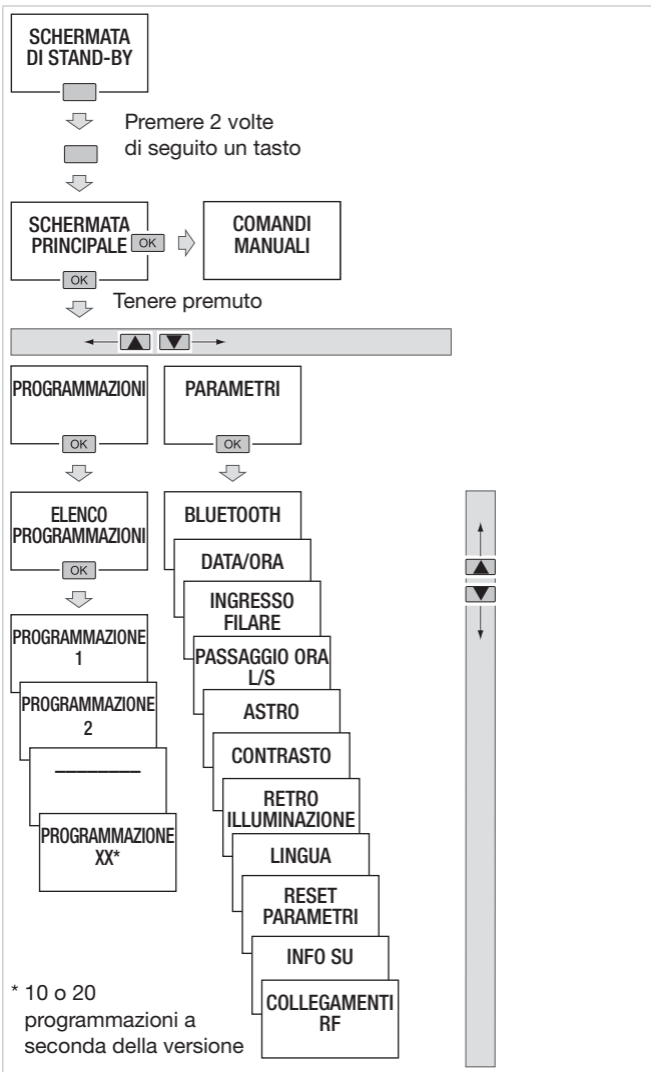 SCHERMATA
DI STAND-BY
Premere 2 volte
di seguito un tasto
SCHERMATA
PRINCIPALE
OK
OK
COMANDI
MANUALI
Tenere premuto
PROGRAMMAZIONI
OK
PARAMETRI
OK
ELENCO
PROGRAMMAZIONI
OK
PROGRAMMAZIONE
1
PROGRAMMAZIONE
2
————————
PROGRAMMAZIONE
XX*
BLUETOOTH
DATA/ORA
INGRESSO
FILARE
PASSAGGIO ORA
L/S
ASTRO
CONTRASTO
RETRO
ILLUMINAZIONE
LINGUA
RESET
PARAMETRI
INFO SU
COLLEGAMENTI
RF
* 10 o 20
programmazioni a
seconda della versione